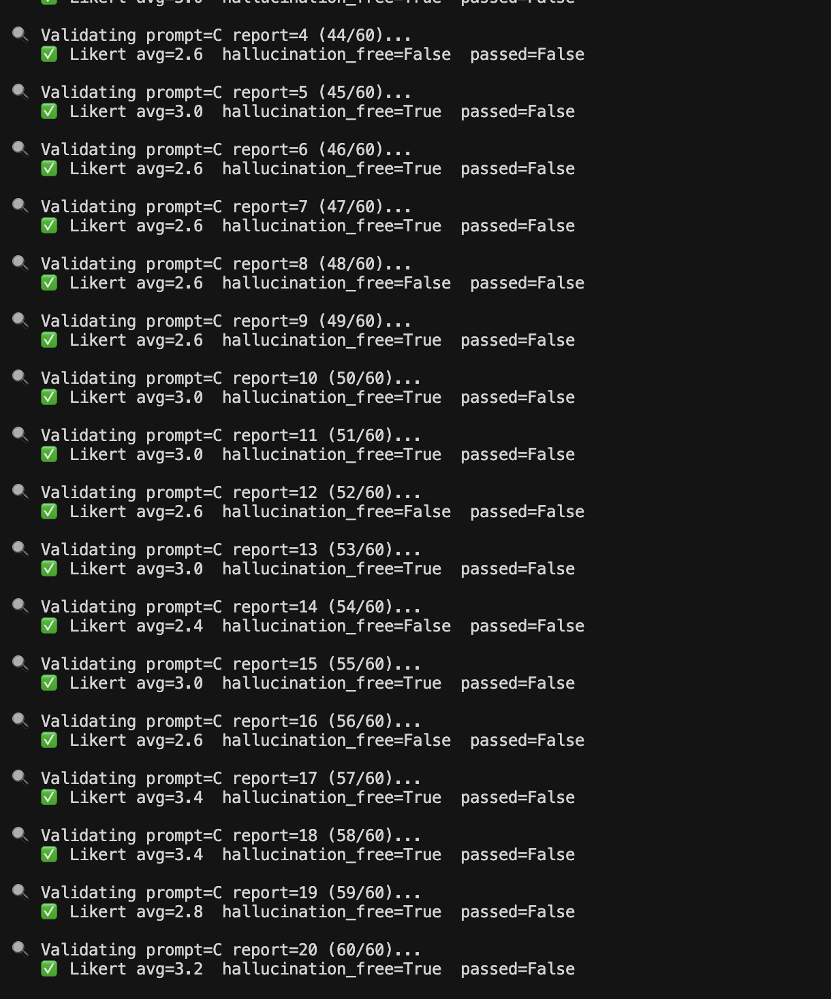 ✅ Likert avg=3.0  hallucination_free=True  passed=False
🔍 Validating prompt=C report=4 (44/60)...
✅ Likert avg=2.6  hallucination_free=False  passed=False
🔍 Validating prompt=C report=5 (45/60)...
✅ Likert avg=3.0  hallucination_free=True  passed=False
🔍 Validating prompt=C report=6 (46/60)...
✅ Likert avg=2.6  hallucination_free=True  passed=False
🔍 Validating prompt=C report=7 (47/60)...
✅ Likert avg=2.6  hallucination_free=True  passed=False
🔍 Validating prompt=C report=8 (48/60)...
✅ Likert avg=2.6  hallucination_free=False  passed=False
🔍 Validating prompt=C report=9 (49/60)...
✅ Likert avg=2.6  hallucination_free=True  passed=False
🔍 Validating prompt=C report=10 (50/60)...
✅ Likert avg=3.0  hallucination_free=True  passed=False
🔍 Validating prompt=C report=11 (51/60)...
✅ Likert avg=3.0  hallucination_free=True  passed=False
🔍 Validating prompt=C report=12 (52/60)...
✅ Likert avg=2.6  hallucination_free=False  passed=False
🔍 Validating prompt=C report=13 (53/60)...
✅ Likert avg=3.0  hallucination_free=True  passed=False
🔍 Validating prompt=C report=14 (54/60)...
✅ Likert avg=2.4  hallucination_free=False  passed=False
🔍 Validating prompt=C report=15 (55/60)...
✅ Likert avg=3.0  hallucination_free=True  passed=False
🔍 Validating prompt=C report=16 (56/60)...
✅ Likert avg=2.6  hallucination_free=False  passed=False
🔍 Validating prompt=C report=17 (57/60)...
✅ Likert avg=3.4  hallucination_free=True  passed=False
🔍 Validating prompt=C report=18 (58/60)...
✅ Likert avg=3.4  hallucination_free=True  passed=False
🔍 Validating prompt=C report=19 (59/60)...
✅ Likert avg=2.8  hallucination_free=True  passed=False
🔍 Validating prompt=C report=20 (60/60)...
✅ Likert avg=3.2  hallucination_free=True  passed=False